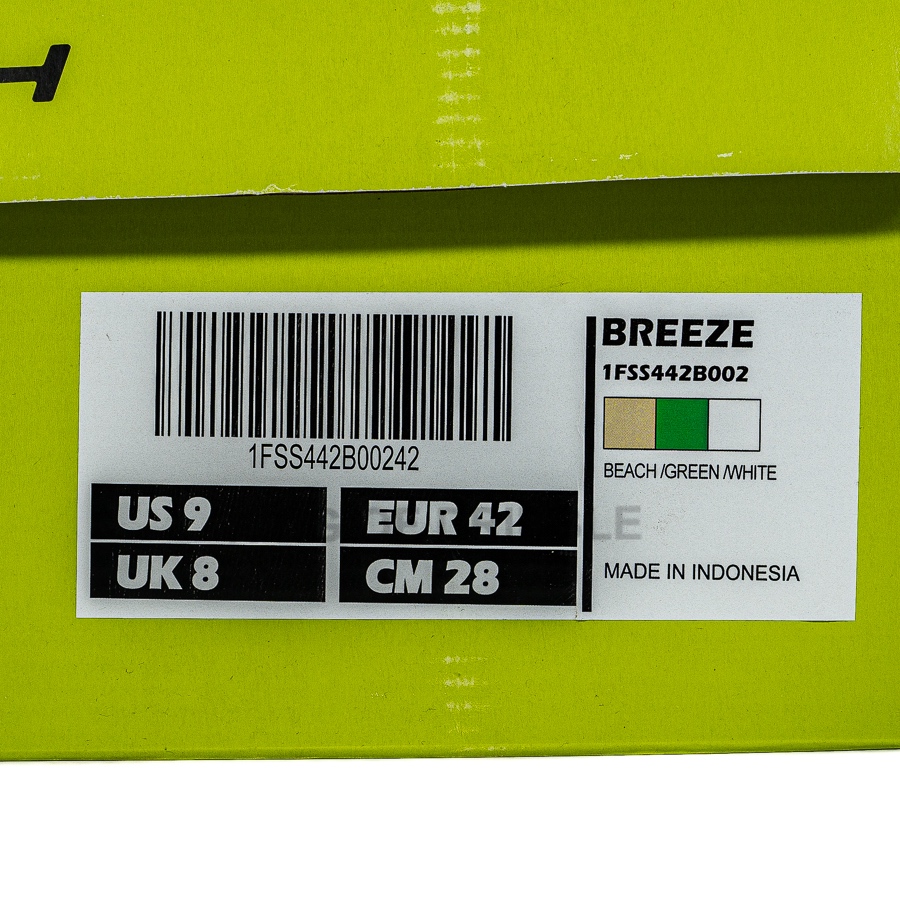 1FSS442B00242
US 9
EUR 42
UK 8
CM 28
BREEZE
1FSS442B002
BEACH /GREEN /WHITE
MADE IN INDONESIA